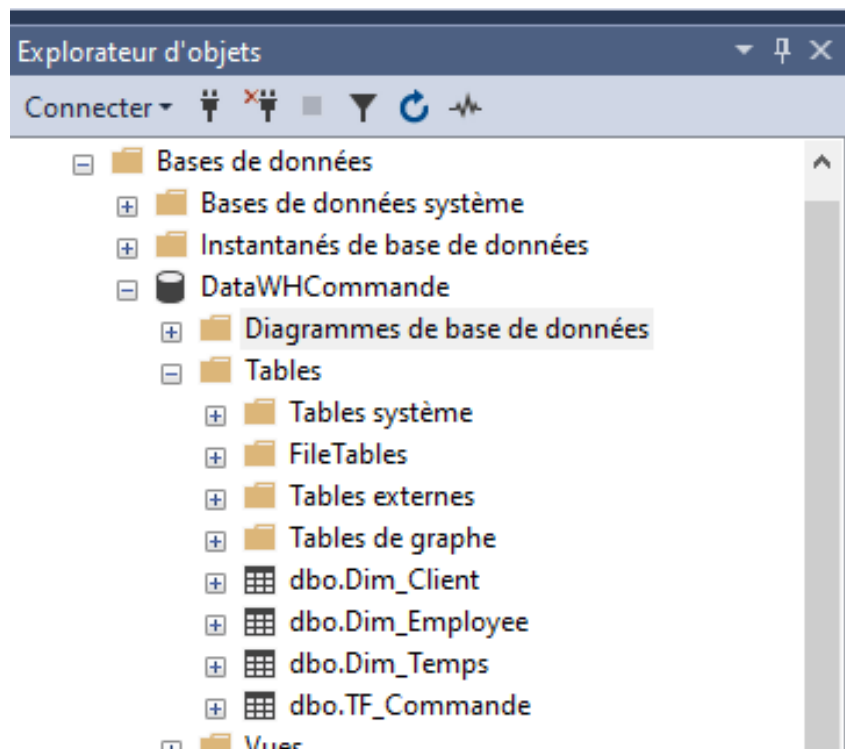 Explorateur d'objets
Connecter
Bases de données
Bases de données système
Instantanés de base de données
DataWHCommande
Diagrammes de base de données
Tables
Tables système
FileTables
Tables externes
Tables de graphe
dbo.Dim_Client
dbo.Dim_Employee
dbo.Dim_Temps
dbo.TF_Commande
Vues